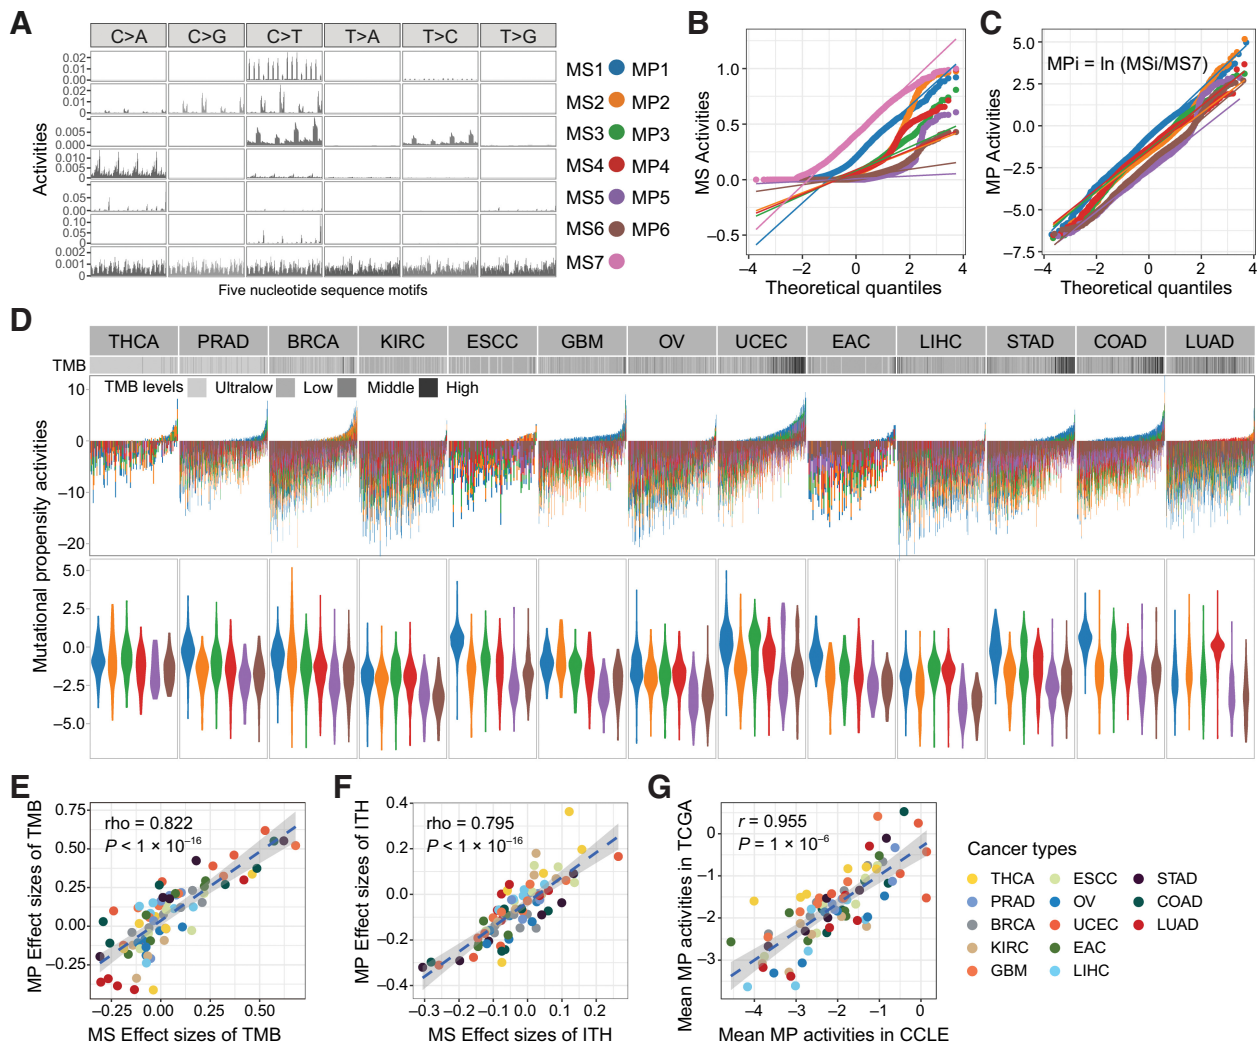 A
C>A C>G C>T T>A T>C T>G
Activities
0.02
0.01
0.00
0.02
0.01
0
0.005
0.000
0.010
0.005
0
0.05
0
0.10
0.05
0
0.002
0.001
0
Five nucleotide sequence motifs
MS1 MP1
MS2 MP2
MS3 MP3
MS4 MP4
MS5 MP5
MS6 MP6
MS7
B
MS Activities
1.0
0.5
0.0
−0.5
−4 −2 0 2 4
Theoretical quantiles
C
MPi = ln (MSi/MS7)
MP Activities
5.0
2.5
0.0
−2.5
−5.0
−7.5
−4 −2 0 2 4
Theoretical quantiles
D
THCA PRAD BRCA KIRC ESCC GBM OV UCEC EAC LIHC STAD COAD LUAD
TMB
TMB levels Ultralow Low Middle High
Mutational propensity activities
10
0
−10
−20
5.0
2.5
0.0
−2.5
−5.0
E
rho = 0.822
P < 1 × 10−16
MP Effect sizes of TMB
0.75
0.50
0.25
0.00
−0.25
−0.25 0.00 0.25 0.50
MS Effect sizes of TMB
F
rho = 0.795
P < 1 × 10−16
MP Effect sizes of ITH
0.4
0.2
0.0
−0.2
−0.4
−0.3 −0.2 −0.1 0.0 0.1 0.2
MS Effect sizes of ITH
G
r = 0.955
P = 1 × 10−6
Mean MP activities in TCGA
0
−1
−2
−3
−4 −3 −2 −1 0
Mean MP activities in CCLE
Cancer types
THCA ESCC STAD
PRAD OV COAD
BRCA UCEC LUAD
KIRC EAC
GBM LIHC